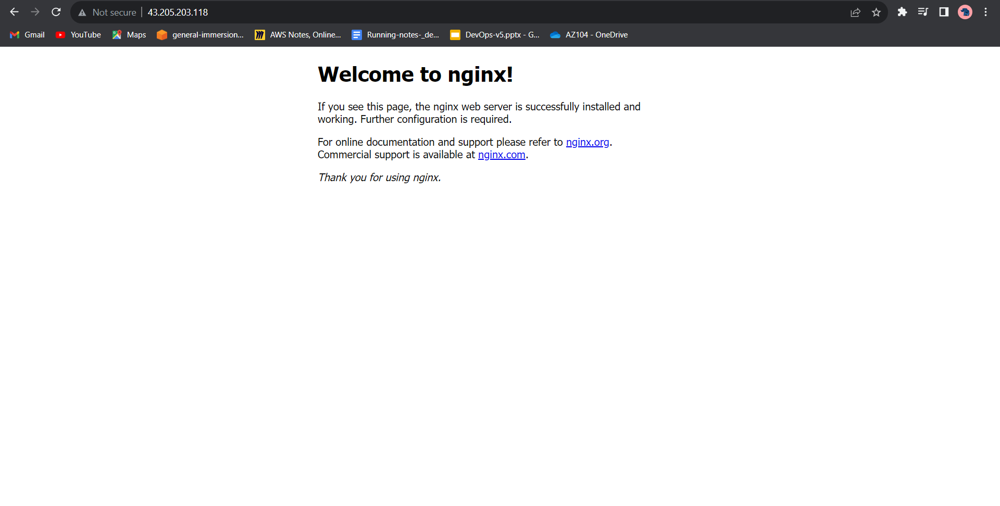 Not secure 43.205.203.118
Gmail YouTube Maps general-immersion... AWS Notes, Online... Running-notes-_de... DevOps-v5.pptx - G... AZ104 - OneDrive
Welcome to nginx!
If you see this page, the nginx web server is successfully installed and
working. Further configuration is required.
For online documentation and support please refer to nginx.org.
Commercial support is available at nginx.com.
Thank you for using nginx.